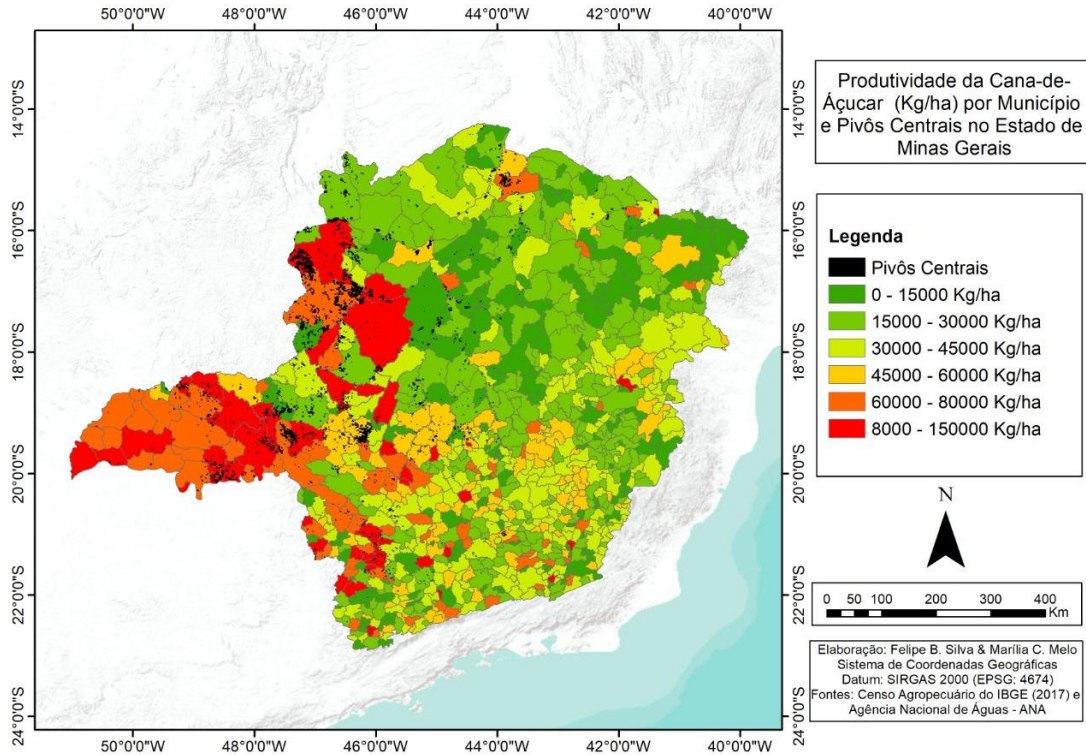 50°0'0"W 48°0'0"W 46°0'0"W 44°0'0"W 42°0'0"W 40°0'0"W
14°0'0"S 14°0'0"S
16°0'0"S 16°0'0"S
18°0'0"S 18°0'0"S
20°0'0"S 20°0'0"S
22°0'0"S 22°0'0"S
24°0'0"S 24°0'0"S
50°0'0"W 48°0'0"W 46°0'0"W 44°0'0"W 42°0'0"W 40°0'0"W
Produtividade da Cana-de-
Áçucar (Kg/ha) por Município
e Pivôs Centrais no Estado de
Minas Gerais
Legenda
Pivôs Centrais
0 - 15000 Kg/ha
15000 - 30000 Kg/ha
30000 - 45000 Kg/ha
45000 - 60000 Kg/ha
60000 - 80000 Kg/ha
8000 - 150000 Kg/ha
N
0 50 100 200 300 400
Km
Elaboração: Felipe B. Silva & Marília C. Melo
Sistema de Coordenadas Geográficas
Datum: SIRGAS 2000 (EPSG: 4674)
Fontes: Censo Agropecuário do IBGE (2017) e
Agência Nacional de Águas - ANA